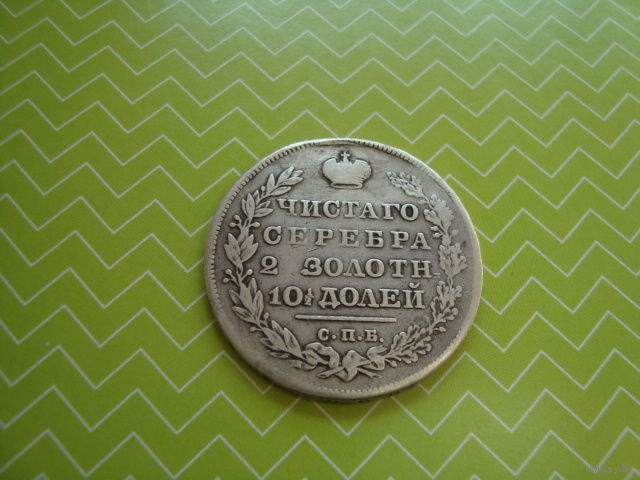 ЧИСТАГО
СЕРЕБРА
2 ЗОЛОТН.
10½ ДОЛЕЙ
С.П.Б.